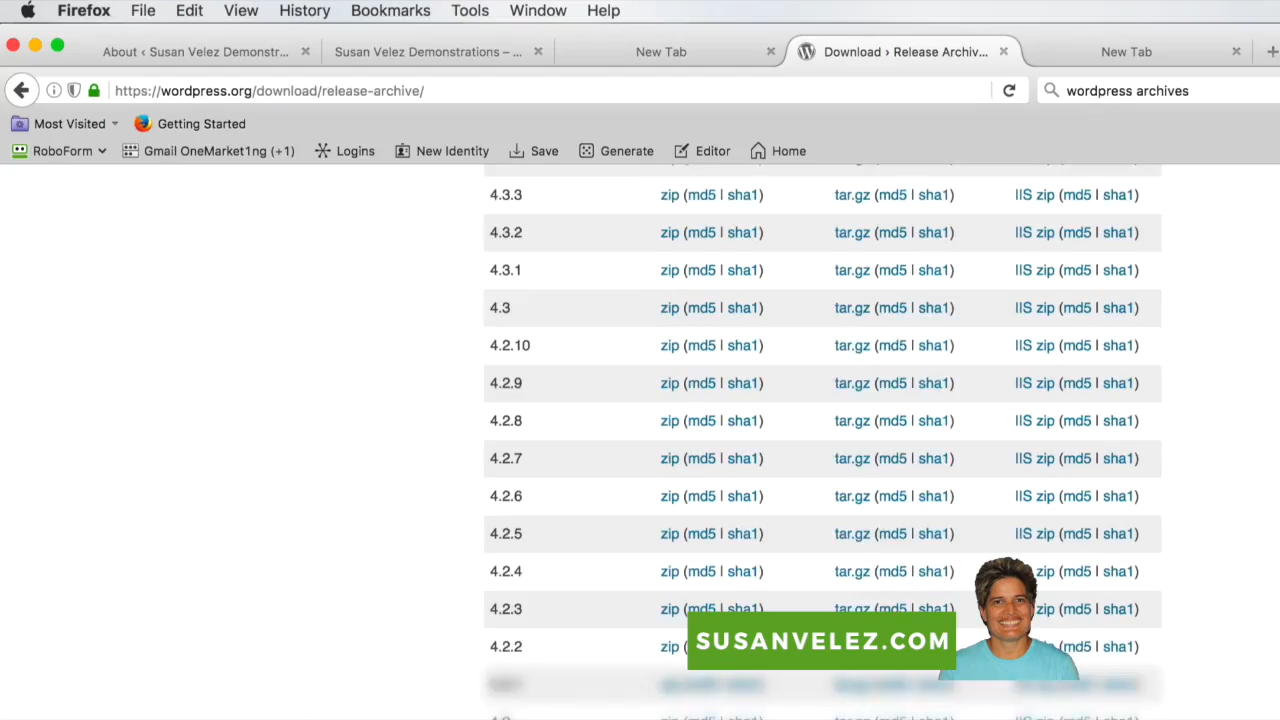 Firefox File Edit View History Bookmarks Tools Window Help
About ‹ Susan Velez Demonstr... Susan Velez Demonstrations – ... New Tab Download › Release Archiv... New Tab
https://wordpress.org/download/release-archive/ wordpress archives
Most Visited Getting Started
RoboForm Gmail OneMarket1ng (+1) Logins New Identity Save Generate Editor Home
4.3.3 zip (md5 | sha1) tar.gz (md5 | sha1) IIS zip (md5 | sha1)
4.3.2 zip (md5 | sha1) tar.gz (md5 | sha1) IIS zip (md5 | sha1)
4.3.1 zip (md5 | sha1) tar.gz (md5 | sha1) IIS zip (md5 | sha1)
4.3 zip (md5 | sha1) tar.gz (md5 | sha1) IIS zip (md5 | sha1)
4.2.10 zip (md5 | sha1) tar.gz (md5 | sha1) IIS zip (md5 | sha1)
4.2.9 zip (md5 | sha1) tar.gz (md5 | sha1) IIS zip (md5 | sha1)
4.2.8 zip (md5 | sha1) tar.gz (md5 | sha1) IIS zip (md5 | sha1)
4.2.7 zip (md5 | sha1) tar.gz (md5 | sha1) IIS zip (md5 | sha1)
4.2.6 zip (md5 | sha1) tar.gz (md5 | sha1) IIS zip (md5 | sha1)
4.2.5 zip (md5 | sha1) tar.gz (md5 | sha1) IIS zip (md5 | sha1)
4.2.4 zip (md5 | sha1) tar.gz (md5 | sha1) zip (md5 | sha1)
4.2.3 zip (md5 | sha1) tar.gz (md5 | sha1) zip (md5 | sha1)
4.2.2 zip (md5 | sha1)
SUSANVELEZ.COM